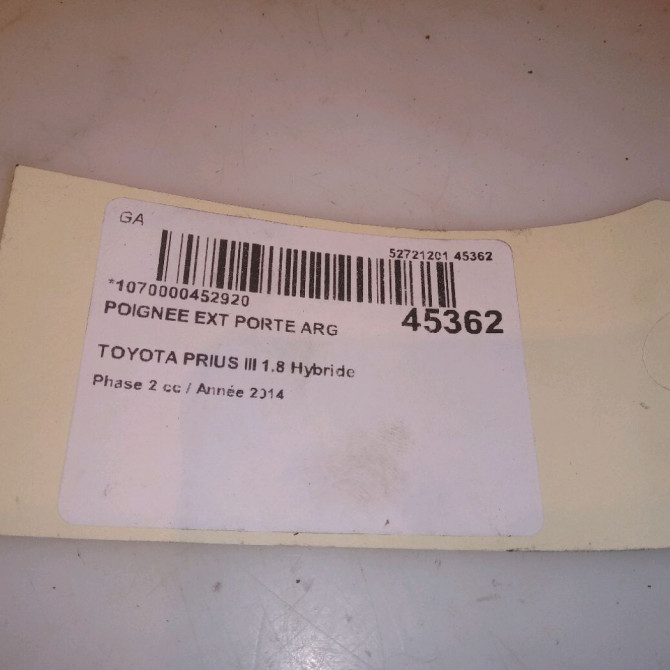 GA
52721201 45362
*1070000452920
45362
POIGNEE EXT PORTE ARG
TOYOTA PRIUS III 1.8 Hybride
Phase 2 cc / Année 2014